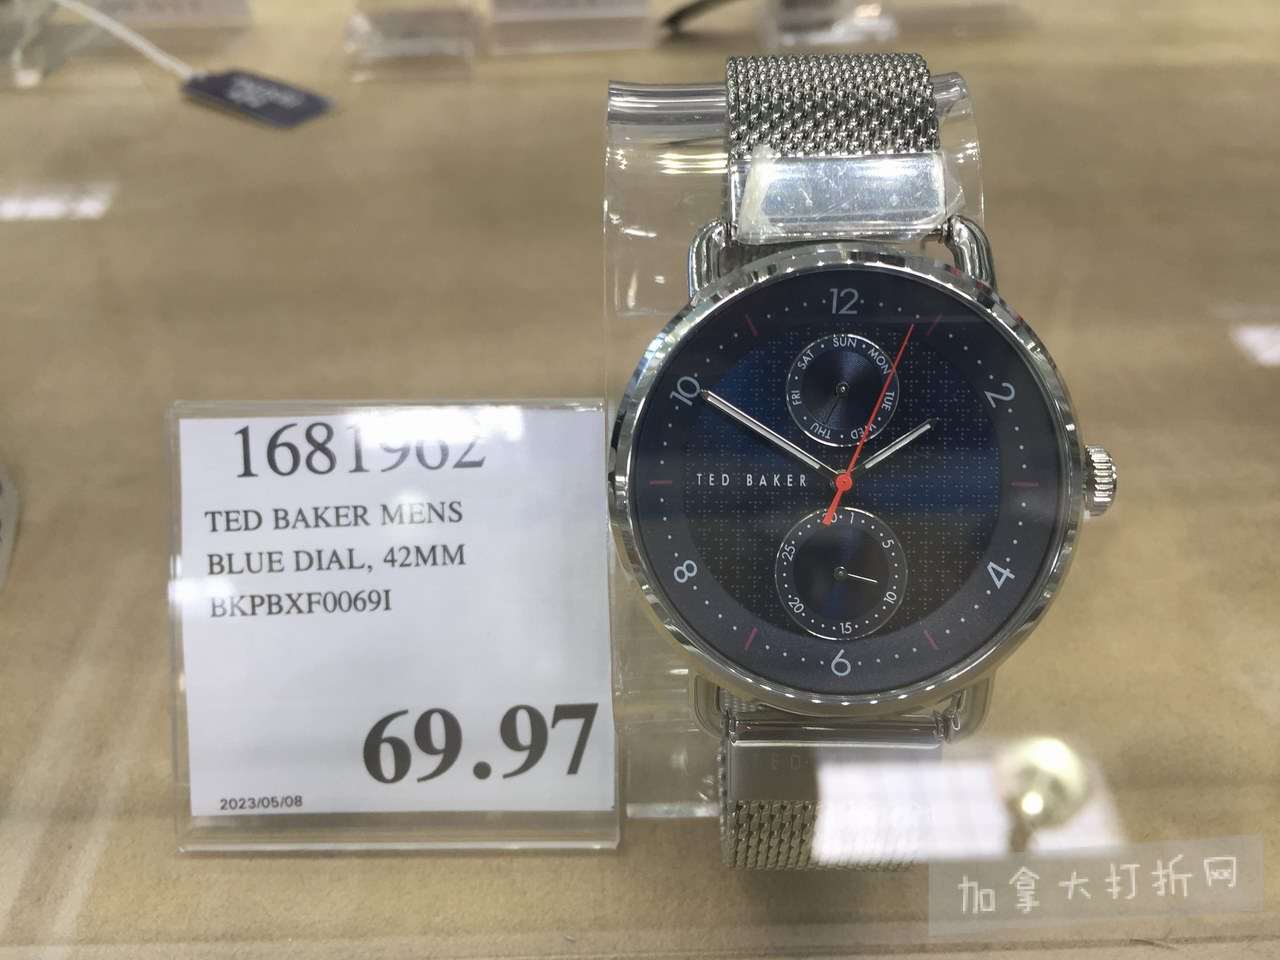 1681962
TED BAKER MENS
BLUE DIAL, 42MM
BKPBXF0069I
69.97
2023/05/08
12
2
4
6
8
10
SUN
MON
TUE
WED
THU
FRI
SAT
TED BAKER
1
5
10
15
20
25
加拿大打折网